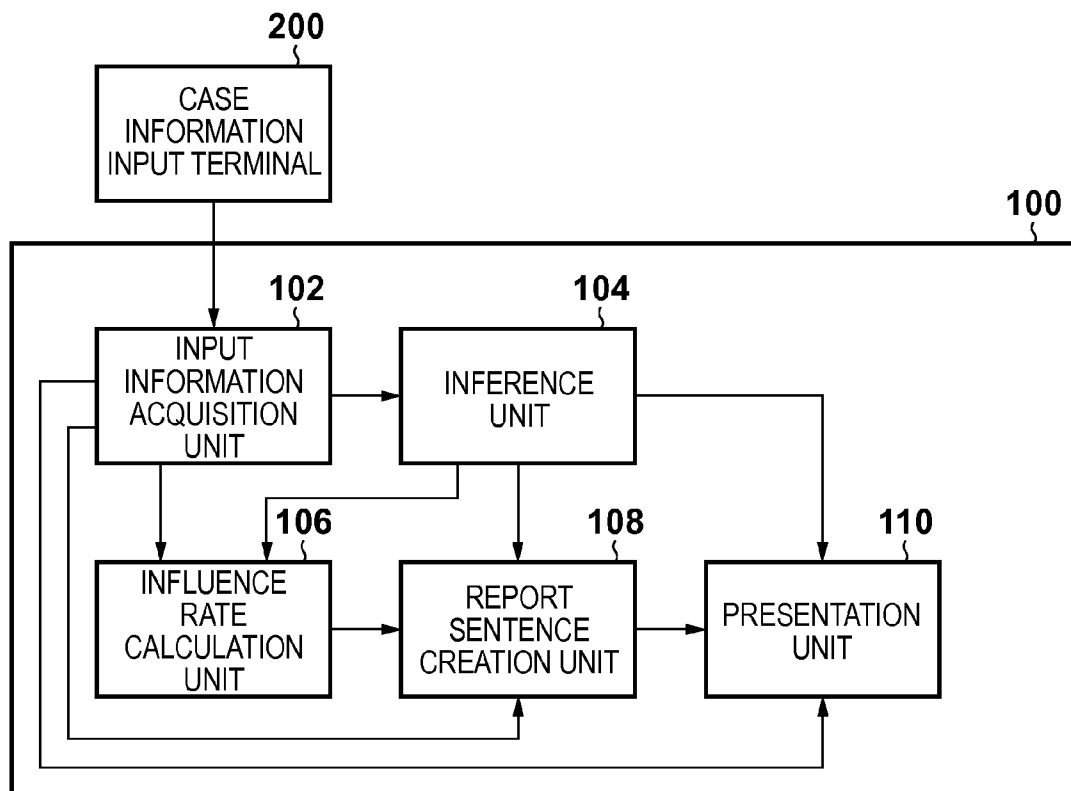 200
CASE
INFORMATION
INPUT TERMINAL
100
102
INPUT
INFORMATION
ACQUISITION
UNIT
104
INFERENCE
UNIT
106
INFLUENCE
RATE
CALCULATION
UNIT
108
REPORT
SENTENCE
CREATION UNIT
110
PRESENTATION
UNIT